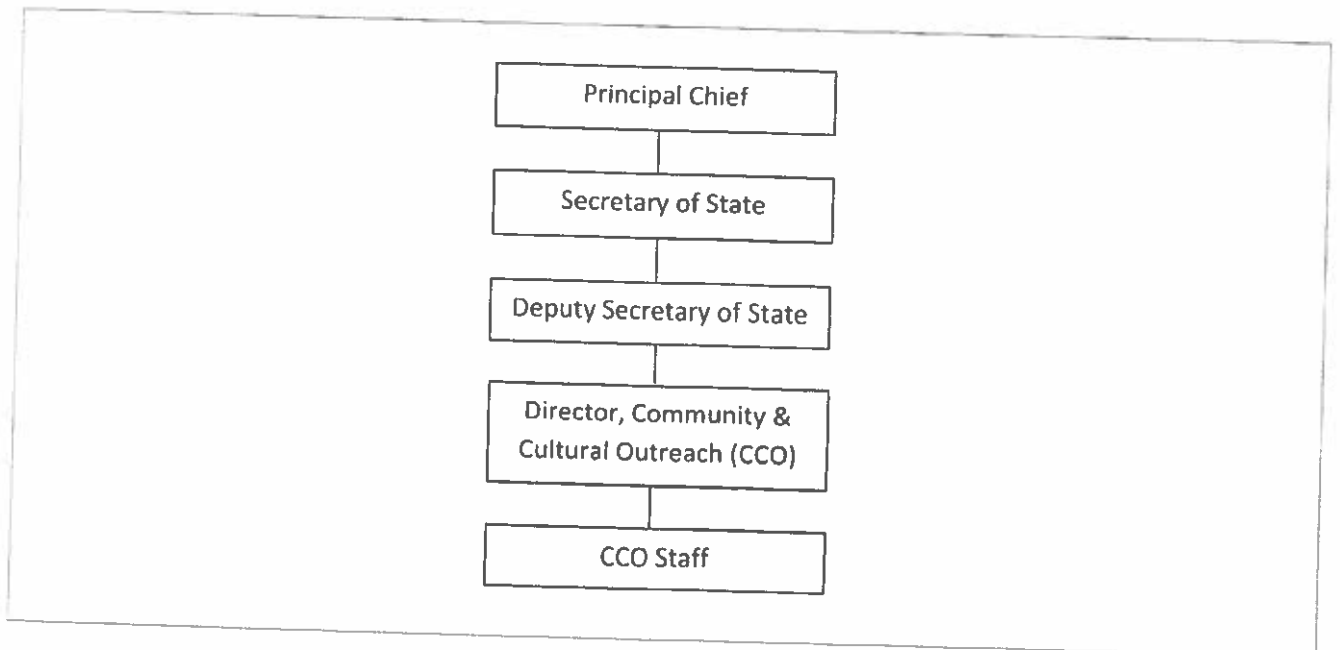 Principal Chief
Secretary of State
Deputy Secretary of State
Director, Community &
Cultural Outreach (CCO)
CCO Staff